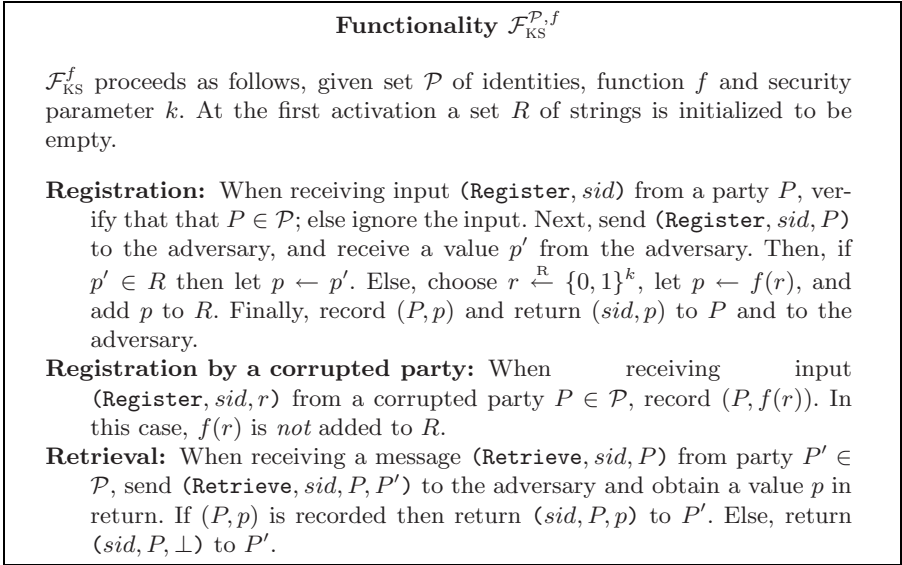 Functionality $\mathcal{F}_{\text{KS}}^{\mathcal{P},f}$
$\mathcal{F}_{\text{KS}}^{f}$ proceeds as follows, given set $\mathcal{P}$ of identities, function $f$ and security
parameter $k$. At the first activation a set $R$ of strings is initialized to be
empty.
Registration: When receiving input (Register, $sid$) from a party $P$, ver-
ify that that $P \in \mathcal{P}$; else ignore the input. Next, send (Register, $sid$, $P$)
to the adversary, and receive a value $p'$ from the adversary. Then, if
$p' \in R$ then let $p \leftarrow p'$. Else, choose $r \overset{\text{R}}{\leftarrow} \{0,1\}^k$, let $p \leftarrow f(r)$, and
add $p$ to $R$. Finally, record $(P, p)$ and return $(sid, p)$ to $P$ and to the
adversary.
Registration by a corrupted party: When receiving input
(Register, $sid$, $r$) from a corrupted party $P \in \mathcal{P}$, record $(P, f(r))$. In
this case, $f(r)$ is not added to $R$.
Retrieval: When receiving a message (Retrieve, $sid$, $P$) from party $P' \in$
$\mathcal{P}$, send (Retrieve, $sid$, $P$, $P'$) to the adversary and obtain a value $p$ in
return. If $(P, p)$ is recorded then return $(sid, P, p)$ to $P'$. Else, return
$(sid, P, \perp)$ to $P'$.